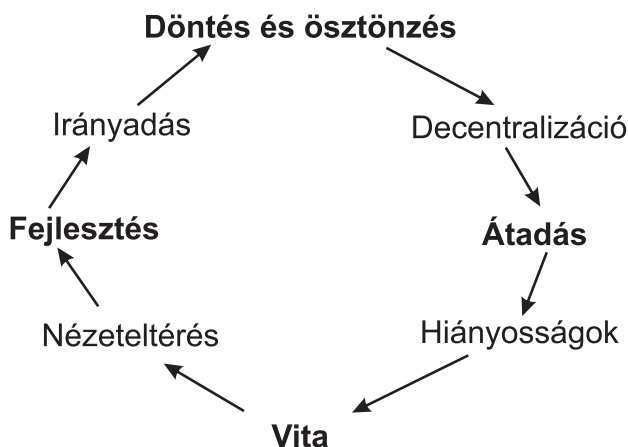 Döntés és ösztönzés
Irányadás
Decentralizáció
Fejlesztés
Átadás
Nézeteltérés
Hiányosságok
Vita